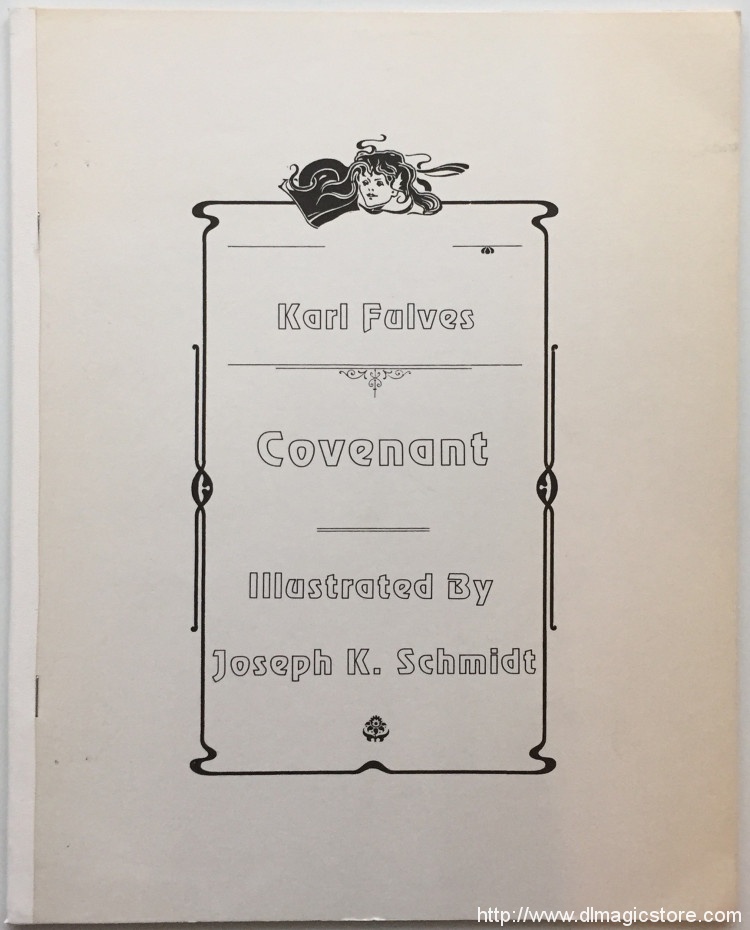 Karl Fulves
Covenant
Illustrated By
Joseph K. Schmidt
http://www.dlmagicstore.com